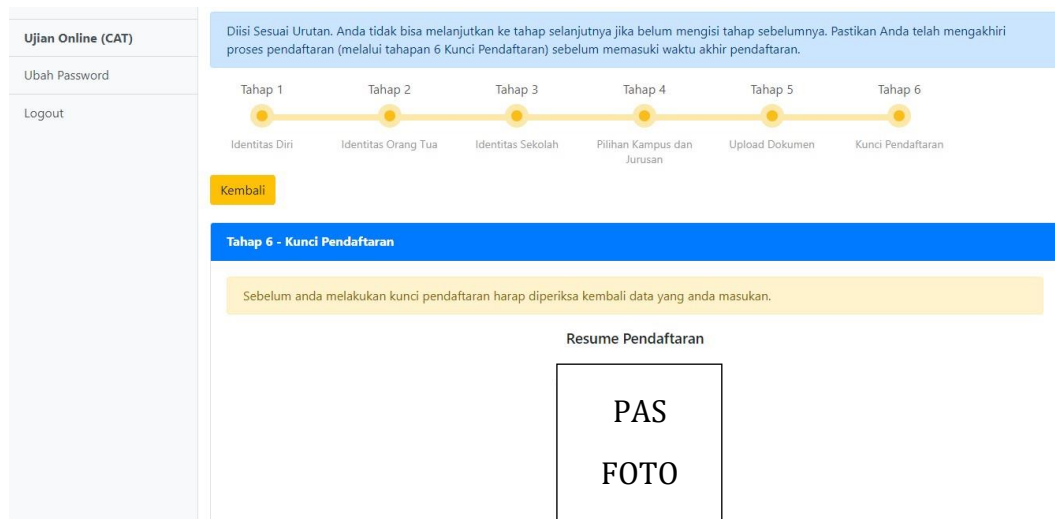 Ujian Online (CAT)
Ubah Password
Logout
Diisi Sesuai Urutan. Anda tidak bisa melanjutkan ke tahap selanjutnya jika belum mengisi tahap sebelumnya. Pastikan Anda telah mengakhiri
proses pendaftaran (melalui tahapan 6 Kunci Pendaftaran) sebelum memasuki waktu akhir pendaftaran.
Tahap 1 Tahap 2 Tahap 3 Tahap 4 Tahap 5 Tahap 6
Identitas Diri Identitas Orang Tua Identitas Sekolah Pilihan Kampus dan Upload Dokumen Kunci Pendaftaran
Jurusan
Kembali
Tahap 6 - Kunci Pendaftaran
Sebelum anda melakukan kunci pendaftaran harap diperiksa kembali data yang anda masukan.
Resume Pendaftaran
PAS
FOTO